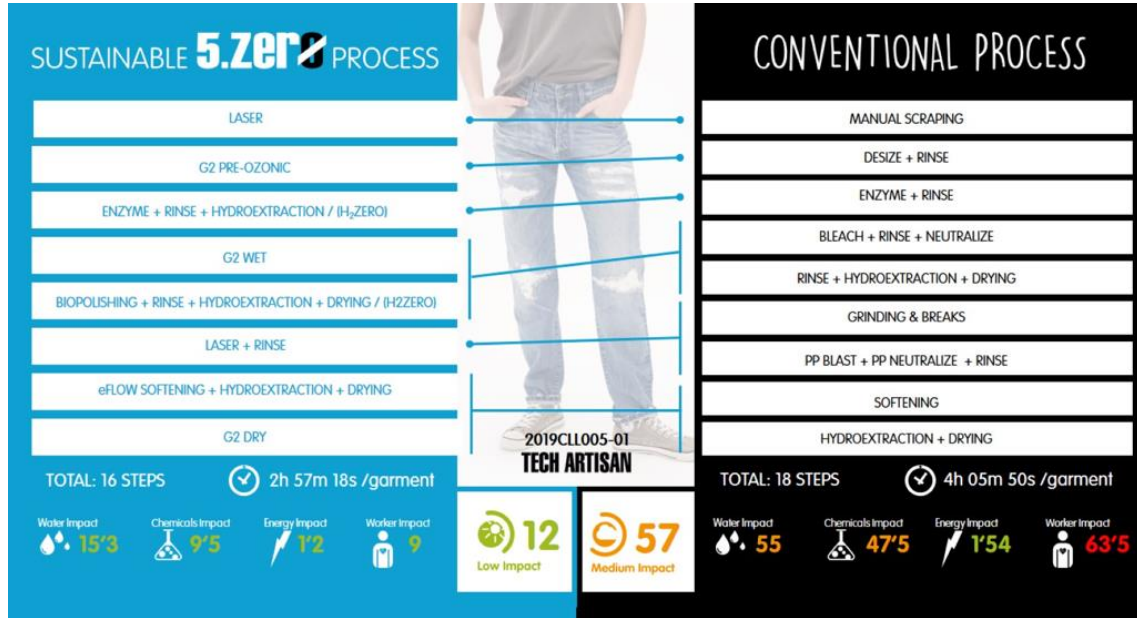 SUSTAINABLE 5.zero PROCESS
LASER
G2 PRE-OZONIC
ENZYME + RINSE + HYDROEXTRACTION / (H₂ZERO)
G2 WET
BIOPOLISHING + RINSE + HYDROEXTRACTION + DRYING / (H2ZERO)
LASER + RINSE
eFLOW SOFTENING + HYDROEXTRACTION + DRYING
G2 DRY
TOTAL: 16 STEPS
2h 57m 18s /garment
Water Impact
15'3
Chemicals Impact
9'5
Energy Impact
1'2
Worker Impact
9
2019CLL005-01
TECH ARTISAN
12
Low Impact
57
Medium Impact
CONVENTIONAL PROCESS
MANUAL SCRAPING
DESIZE + RINSE
ENZYME + RINSE
BLEACH + RINSE + NEUTRALIZE
RINSE + HYDROEXTRACTION + DRYING
GRINDING & BREAKS
PP BLAST + PP NEUTRALIZE + RINSE
SOFTENING
HYDROEXTRACTION + DRYING
TOTAL: 18 STEPS
4h 05m 50s /garment
Water Impact
55
Chemicals Impact
47'5
Energy Impact
1'54
Worker Impact
63'5